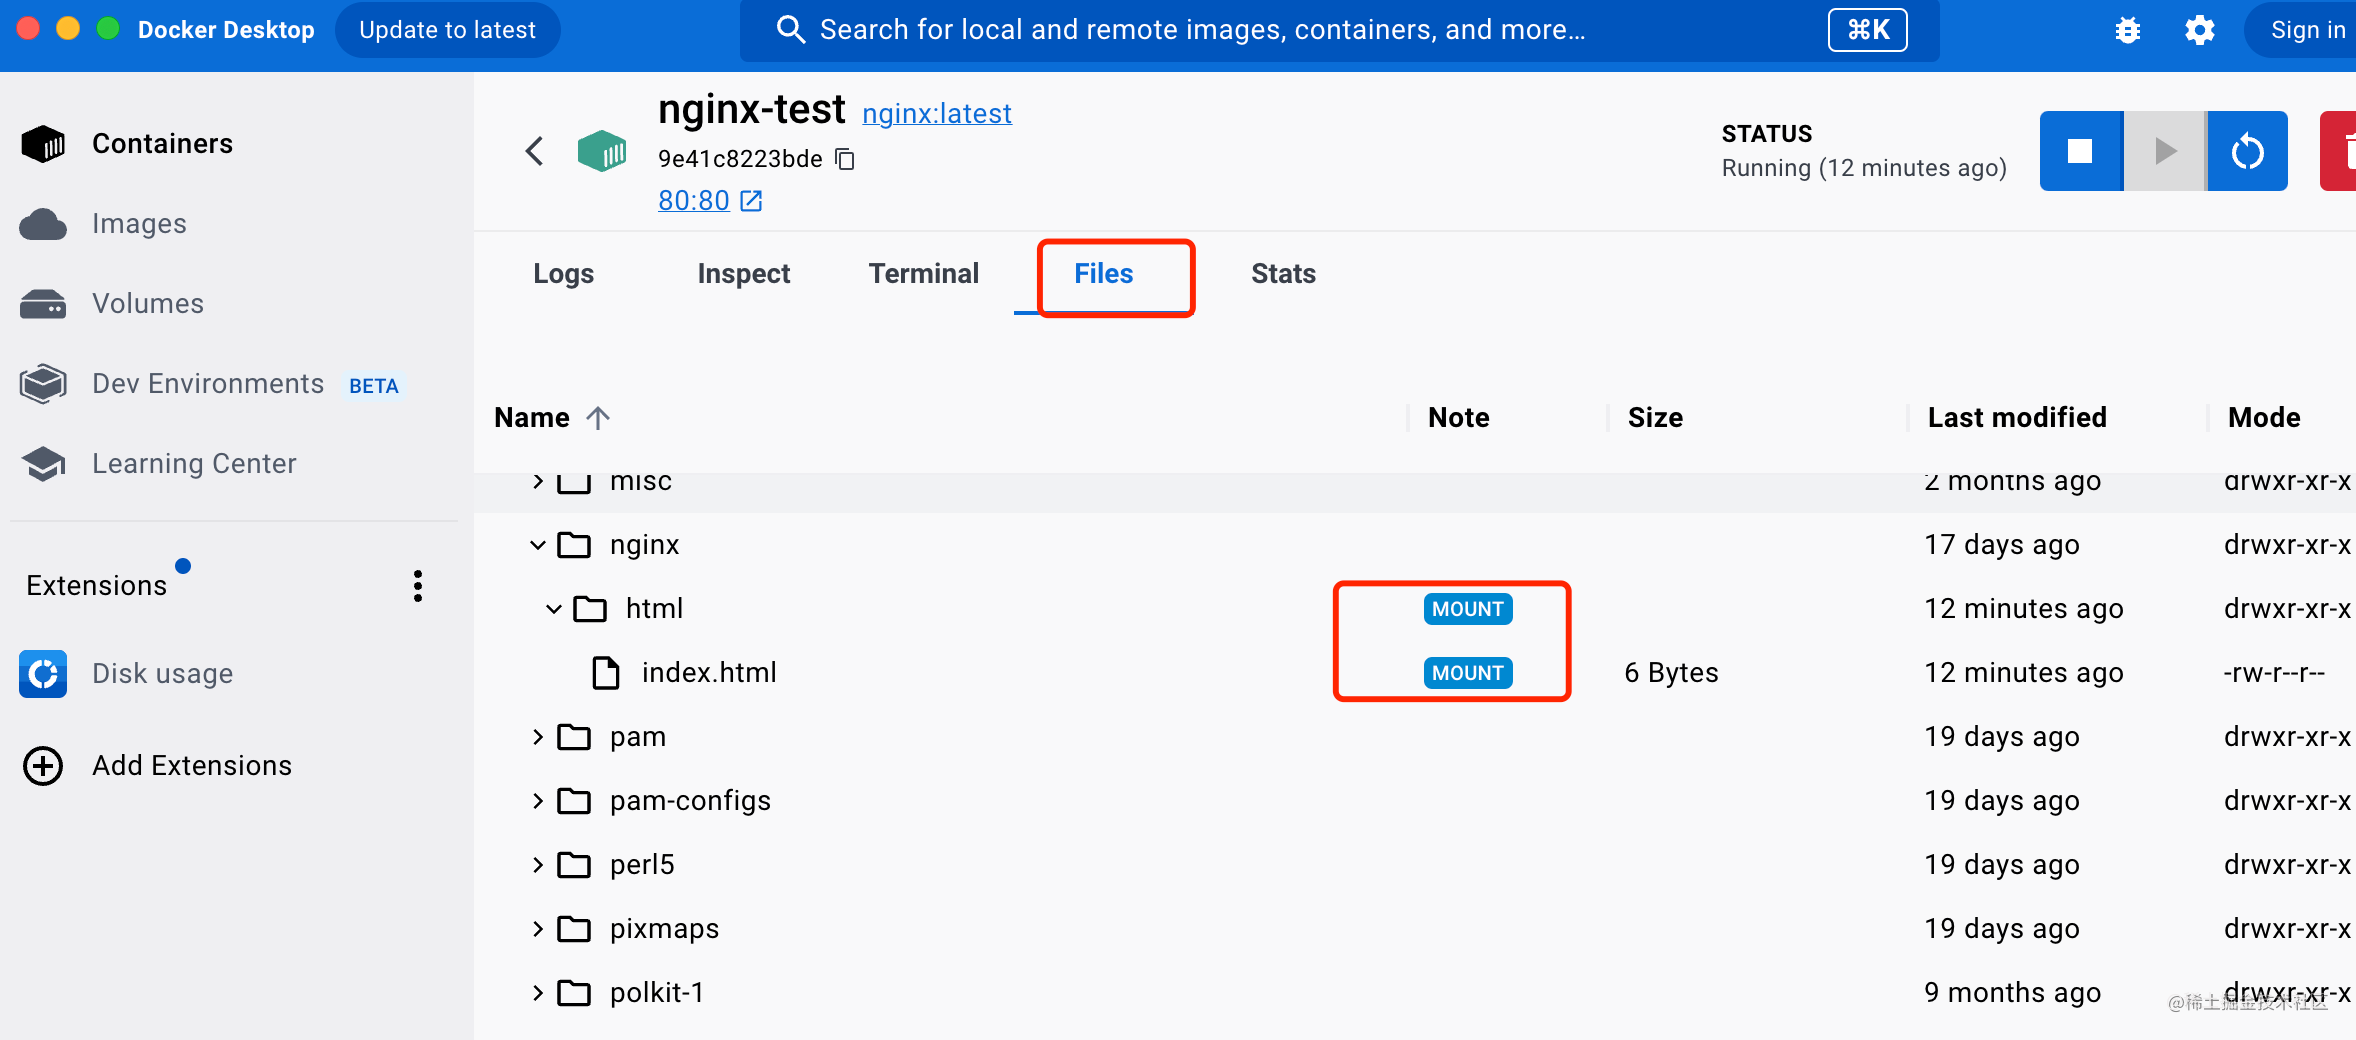 Docker Desktop Update to latest Search for local and remote images, containers, and more... ⌘K Sign in
Containers
Images
Volumes
Dev Environments BETA
Learning Center
Extensions
Disk usage
Add Extensions
nginx-test nginx:latest
9e41c8223bde
80:80
STATUS
Running (12 minutes ago)
Logs Inspect Terminal Files Stats
Name Note Size Last modified Mode
misc 2 months ago drwxr-xr-x
nginx 17 days ago drwxr-xr-x
html MOUNT 12 minutes ago drwxr-xr-x
index.html MOUNT 6 Bytes 12 minutes ago -rw-r--r--
pam 19 days ago drwxr-xr-x
pam-configs 19 days ago drwxr-xr-x
perl5 19 days ago drwxr-xr-x
pixmaps 19 days ago drwxr-xr-x
polkit-1 9 months ago drwxr-xr-x
@稀土掘金技术社区